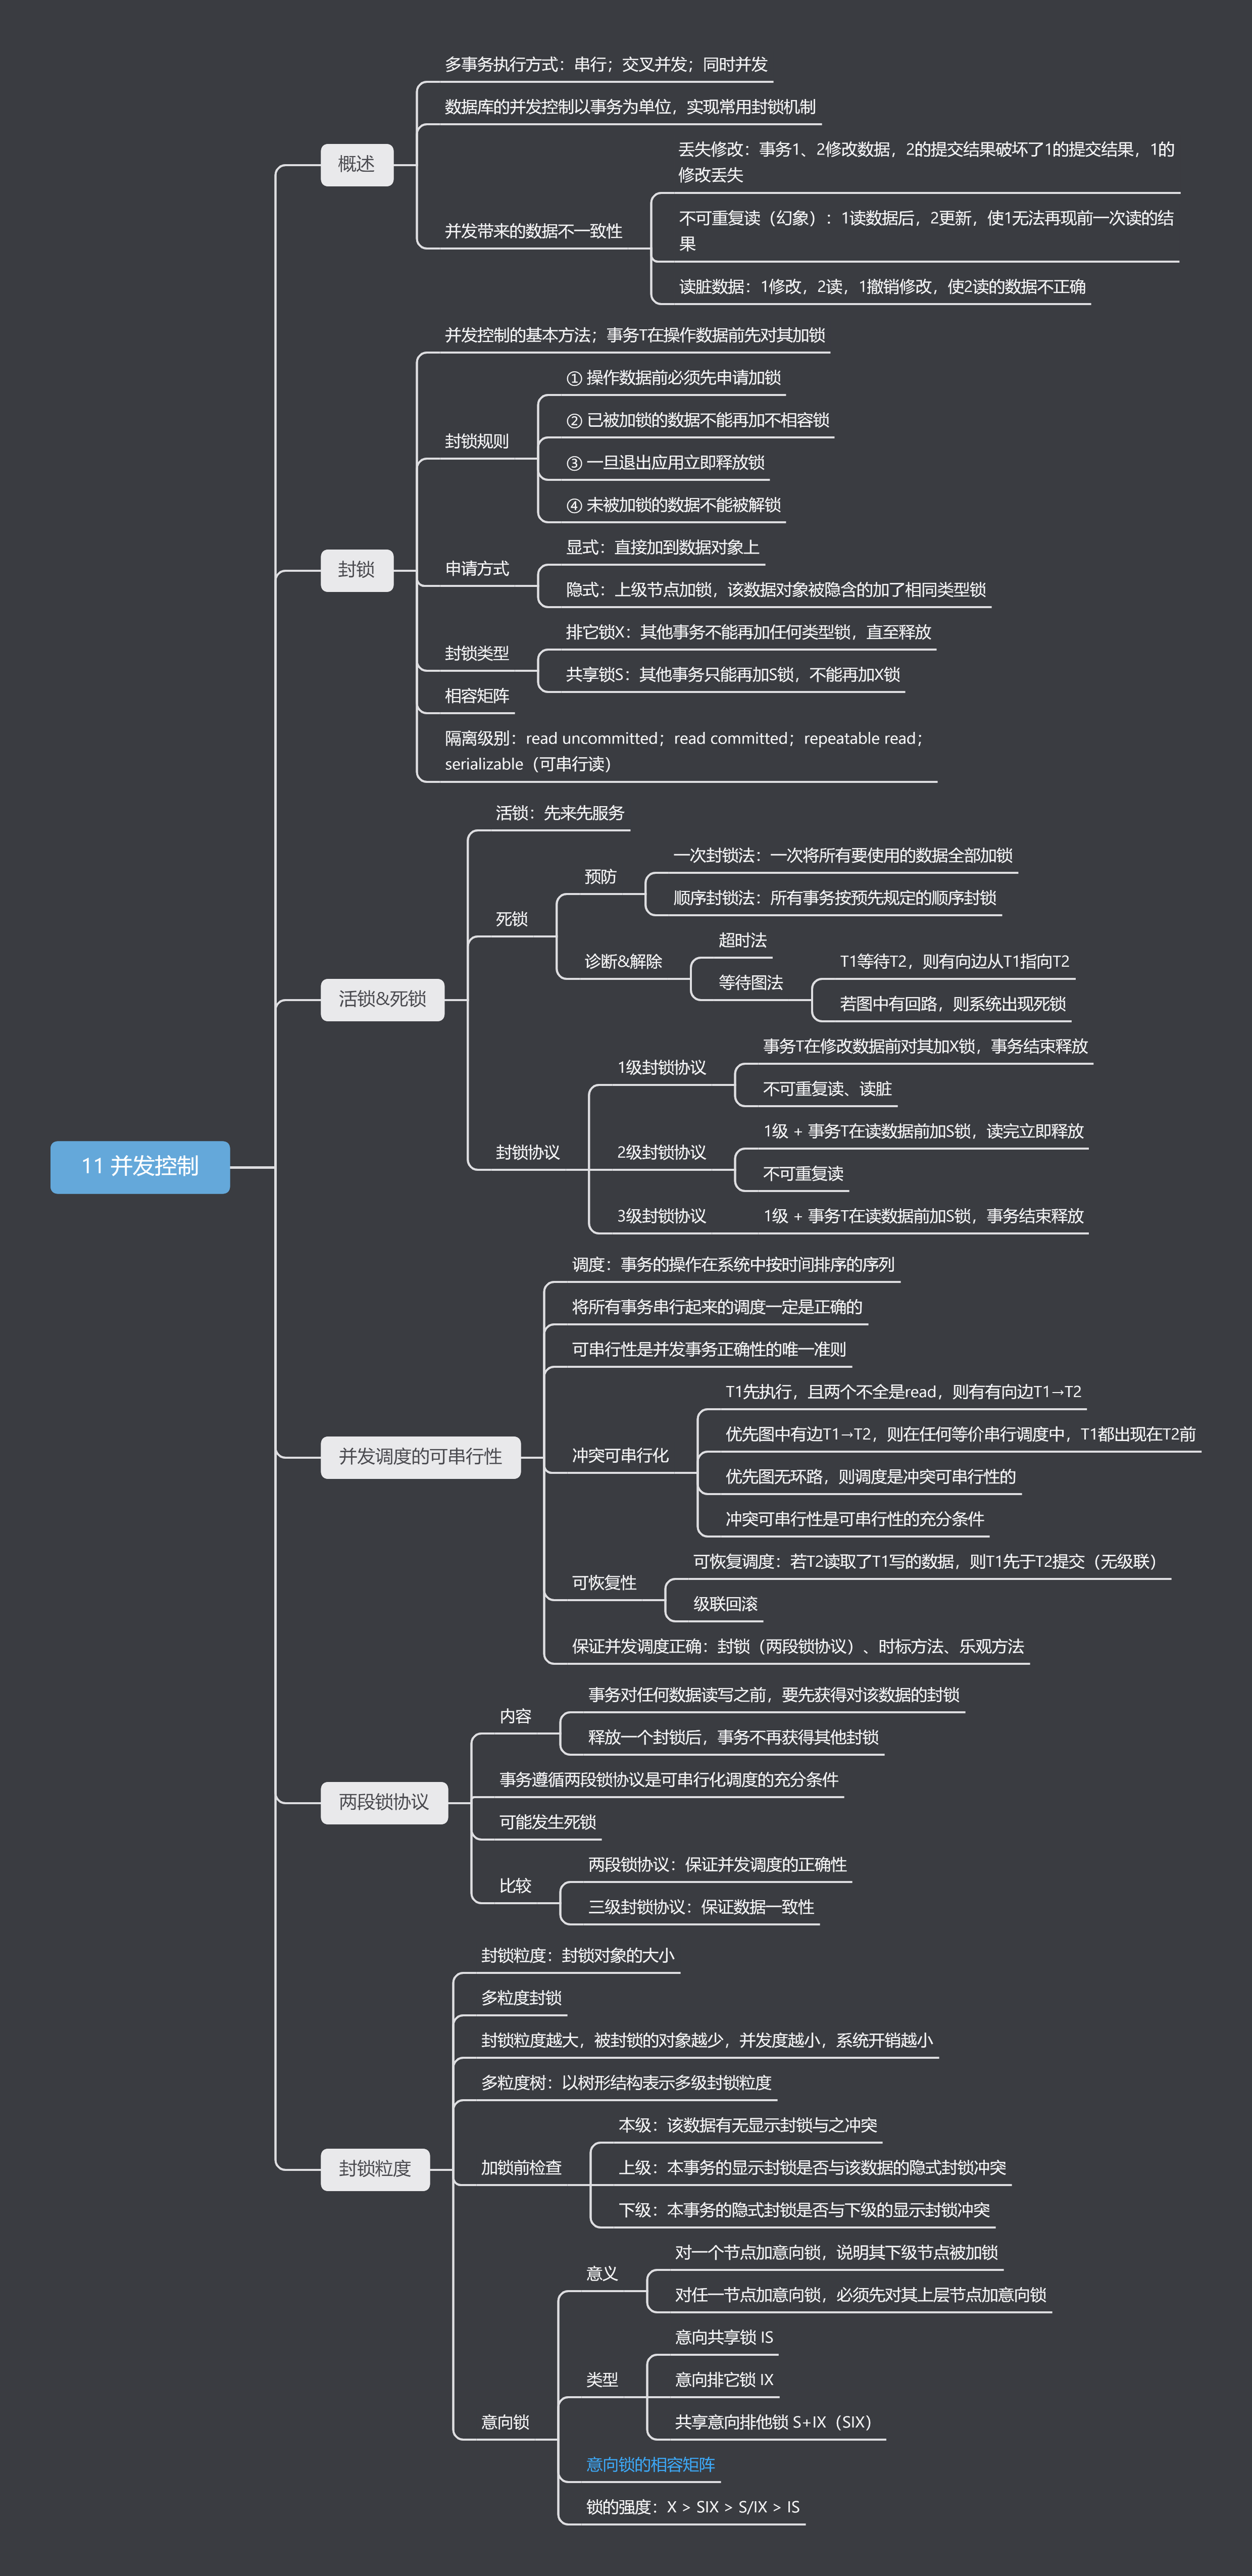 11 并发控制
概述
多事务执行方式：串行；交叉并发；同时并发
数据库的并发控制以事务为单位，实现常用封锁机制
并发带来的数据不一致性
丢失修改：事务1、2修改数据，2的提交结果破坏了1的提交结果，1的
修改丢失
不可重复读（幻象）：1读数据后，2更新，使1无法再现前一次读的结
果
读脏数据：1修改，2读，1撤销修改，使2读的数据不正确
封锁
并发控制的基本方法；事务T在操作数据前先对其加锁
封锁规则
① 操作数据前必须先申请加锁
② 已被加锁的数据不能再加不相容锁
③ 一旦退出应用立即释放锁
④ 未被加锁的数据不能被解锁
申请方式
显式：直接加到数据对象上
隐式：上级节点加锁，该数据对象被隐含的加了相同类型锁
封锁类型
排它锁X：其他事务不能再加任何类型锁，直至释放
共享锁S：其他事务只能再加S锁，不能再加X锁
相容矩阵
隔离级别：read uncommitted；read committed；repeatable read；
serializable（可串行读）
活锁&死锁
活锁：先来先服务
死锁
预防
一次封锁法：一次将所有要使用的数据全部加锁
顺序封锁法：所有事务按预先规定的顺序封锁
诊断&解除
超时法
等待图法
T1等待T2，则有向边从T1指向T2
若图中有回路，则系统出现死锁
封锁协议
1级封锁协议
事务T在修改数据前对其加X锁，事务结束释放
不可重复读、读脏
2级封锁协议
1级 + 事务T在读数据前加S锁，读完立即释放
不可重复读
3级封锁协议
1级 + 事务T在读数据前加S锁，事务结束释放
并发调度的可串行性
调度：事务的操作在系统中按时间排序的序列
将所有事务串行起来的调度一定是正确的
可串行性是并发事务正确性的唯一准则
冲突可串行化
T1先执行，且两个不全是read，则有有向边T1→T2
优先图中有边T1→T2，则在任何等价串行调度中，T1都出现在T2前
优先图无环路，则调度是冲突可串行性的
冲突可串行性是可串行性的充分条件
可恢复性
可恢复调度：若T2读取了T1写的数据，则T1先于T2提交（无级联）
级联回滚
保证并发调度正确：封锁（两段锁协议）、时标方法、乐观方法
两段锁协议
内容
事务对任何数据读写之前，要先获得对该数据的封锁
释放一个封锁后，事务不再获得其他封锁
事务遵循两段锁协议是可串行化调度的充分条件
可能发生死锁
比较
两段锁协议：保证并发调度的正确性
三级封锁协议：保证数据一致性
封锁粒度
封锁粒度：封锁对象的大小
多粒度封锁
封锁粒度越大，被封锁的对象越少，并发度越小，系统开销越小
多粒度树：以树形结构表示多级封锁粒度
加锁前检查
本级：该数据有无显示封锁与之冲突
上级：本事务的显示封锁是否与该数据的隐式封锁冲突
下级：本事务的隐式封锁是否与下级的显示封锁冲突
意向锁
意义
对一个节点加意向锁，说明其下级节点被加锁
对任一节点加意向锁，必须先对其上层节点加意向锁
类型
意向共享锁 IS
意向排它锁 IX
共享意向排他锁 S+IX（SIX）
意向锁的相容矩阵
锁的强度：X > SIX > S/IX > IS